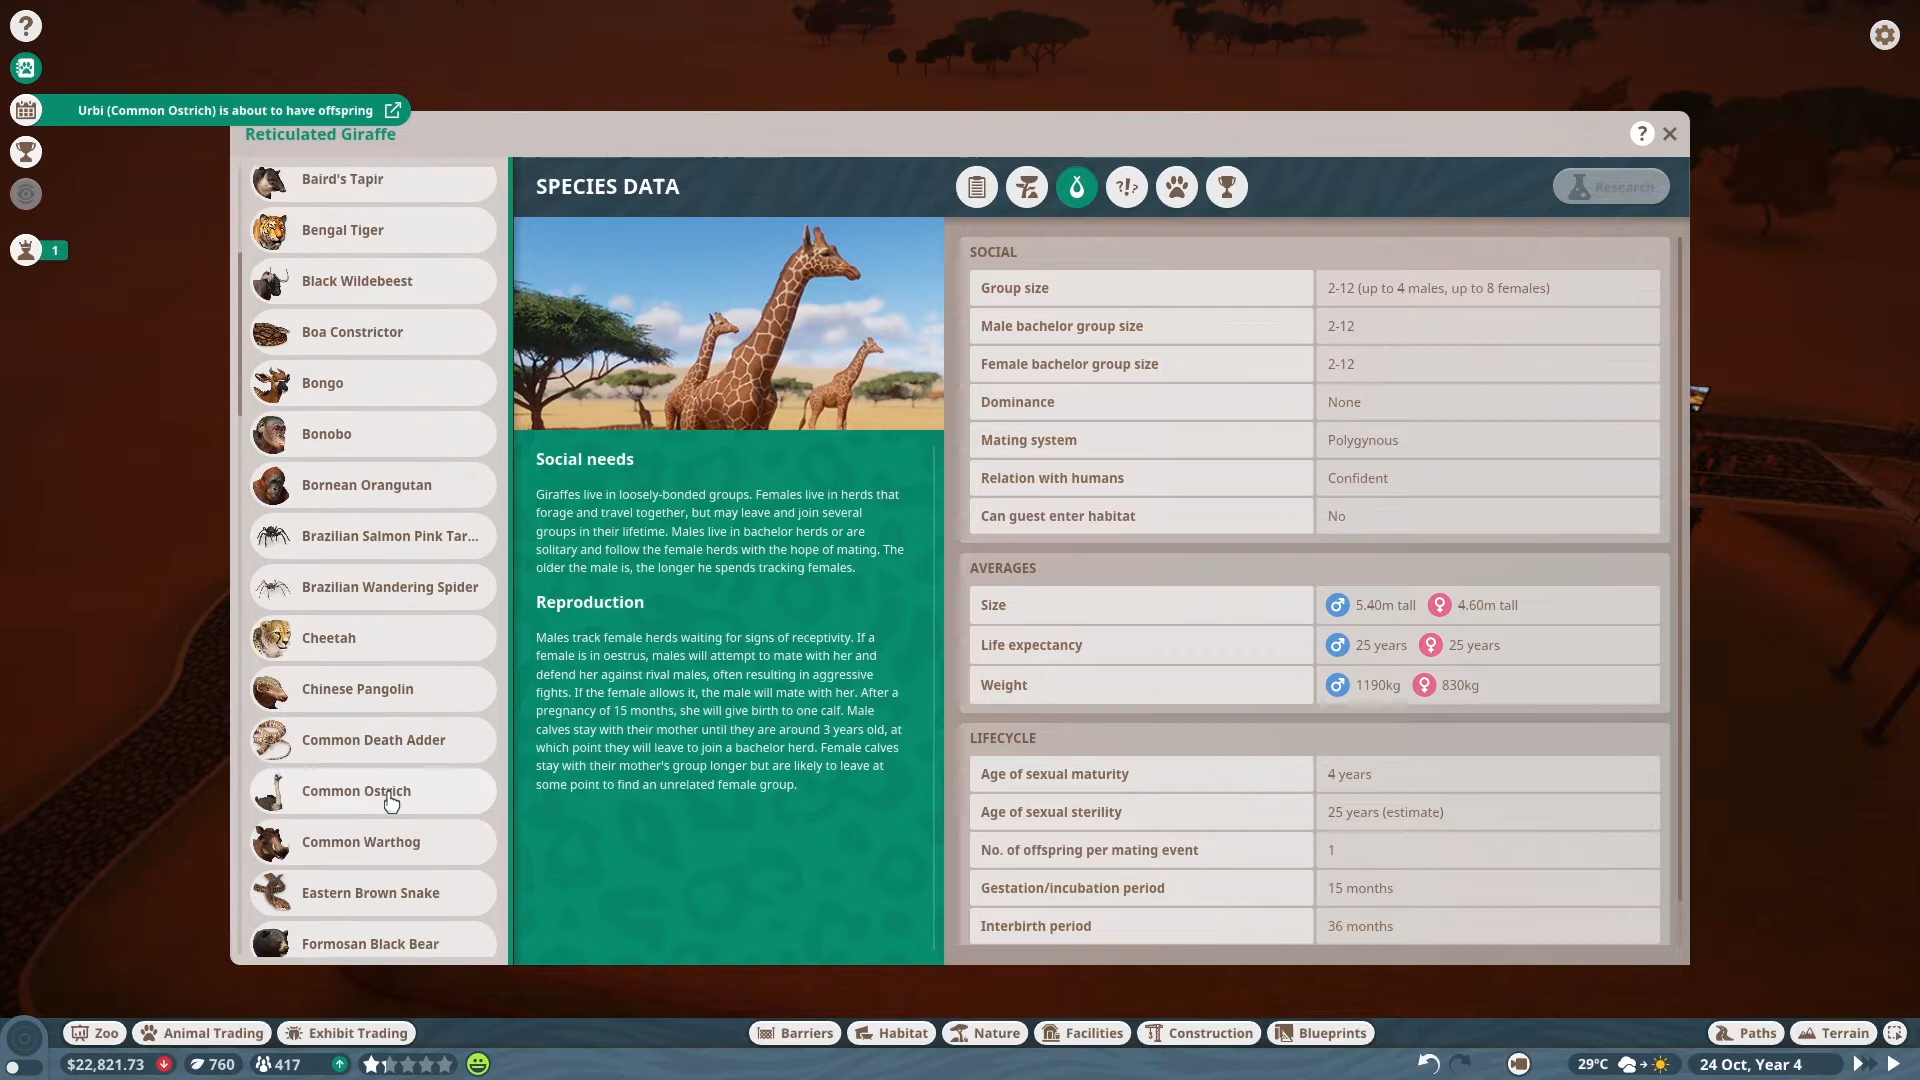 ?
Urbi (Common Ostrich) is about to have offspring
1
Reticulated Giraffe
?
Baird's Tapir
Bengal Tiger
Black Wildebeest
Boa Constrictor
Bongo
Bonobo
Bornean Orangutan
Brazilian Salmon Pink Tar...
Brazilian Wandering Spider
Cheetah
Chinese Pangolin
Common Death Adder
Common Ostrich
Common Warthog
Eastern Brown Snake
Formosan Black Bear
SPECIES DATA
?!?
Research
Social needs
Giraffes live in loosely-bonded groups. Females live in herds that
forage and travel together, but may leave and join several
groups in their lifetime. Males live in bachelor herds or are
solitary and follow the female herds with the hope of mating. The
older the male is, the longer he spends tracking females.
Reproduction
Males track female herds waiting for signs of receptivity. If a
female is in oestrus, males will attempt to mate with her and
defend her against rival males, often resulting in aggressive
fights. If the female allows it, the male will mate with her. After a
pregnancy of 15 months, she will give birth to one calf. Male
calves stay with their mother until they are around 3 years old, at
which point they will leave to join a bachelor herd. Female calves
stay with their mother's group longer but are likely to leave at
some point to find an unrelated female group.
SOCIAL
Group size 2-12 (up to 4 males, up to 8 females)
Male bachelor group size 2-12
Female bachelor group size 2-12
Dominance None
Mating system Polygynous
Relation with humans Confident
Can guest enter habitat No
AVERAGES
Size 5.40m tall 4.60m tall
Life expectancy 25 years 25 years
Weight 1190kg 830kg
LIFECYCLE
Age of sexual maturity 4 years
Age of sexual sterility 25 years (estimate)
No. of offspring per mating event 1
Gestation/incubation period 15 months
Interbirth period 36 months
Zoo Animal Trading Exhibit Trading Barriers Habitat Nature Facilities Construction Blueprints Paths Terrain
$22,821.73 760 417 29°C 24 Oct, Year 4